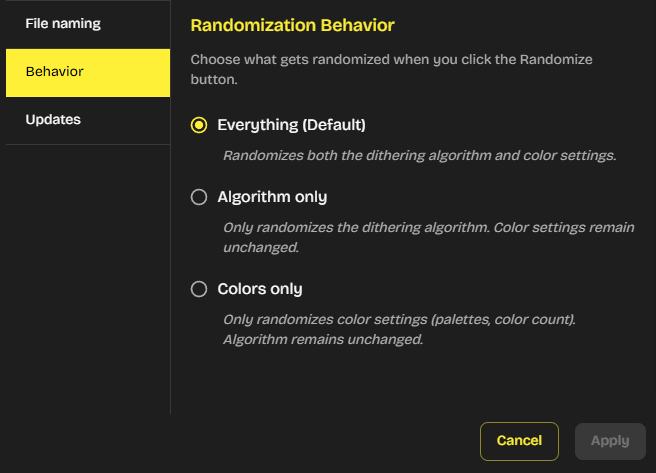 File naming
Behavior
Updates
Randomization Behavior
Choose what gets randomized when you click the Randomize
button.
Everything (Default)
Randomizes both the dithering algorithm and color settings.
Algorithm only
Only randomizes the dithering algorithm. Color settings remain
unchanged.
Colors only
Only randomizes color settings (palettes, color count).
Algorithm remains unchanged.
Cancel
Apply